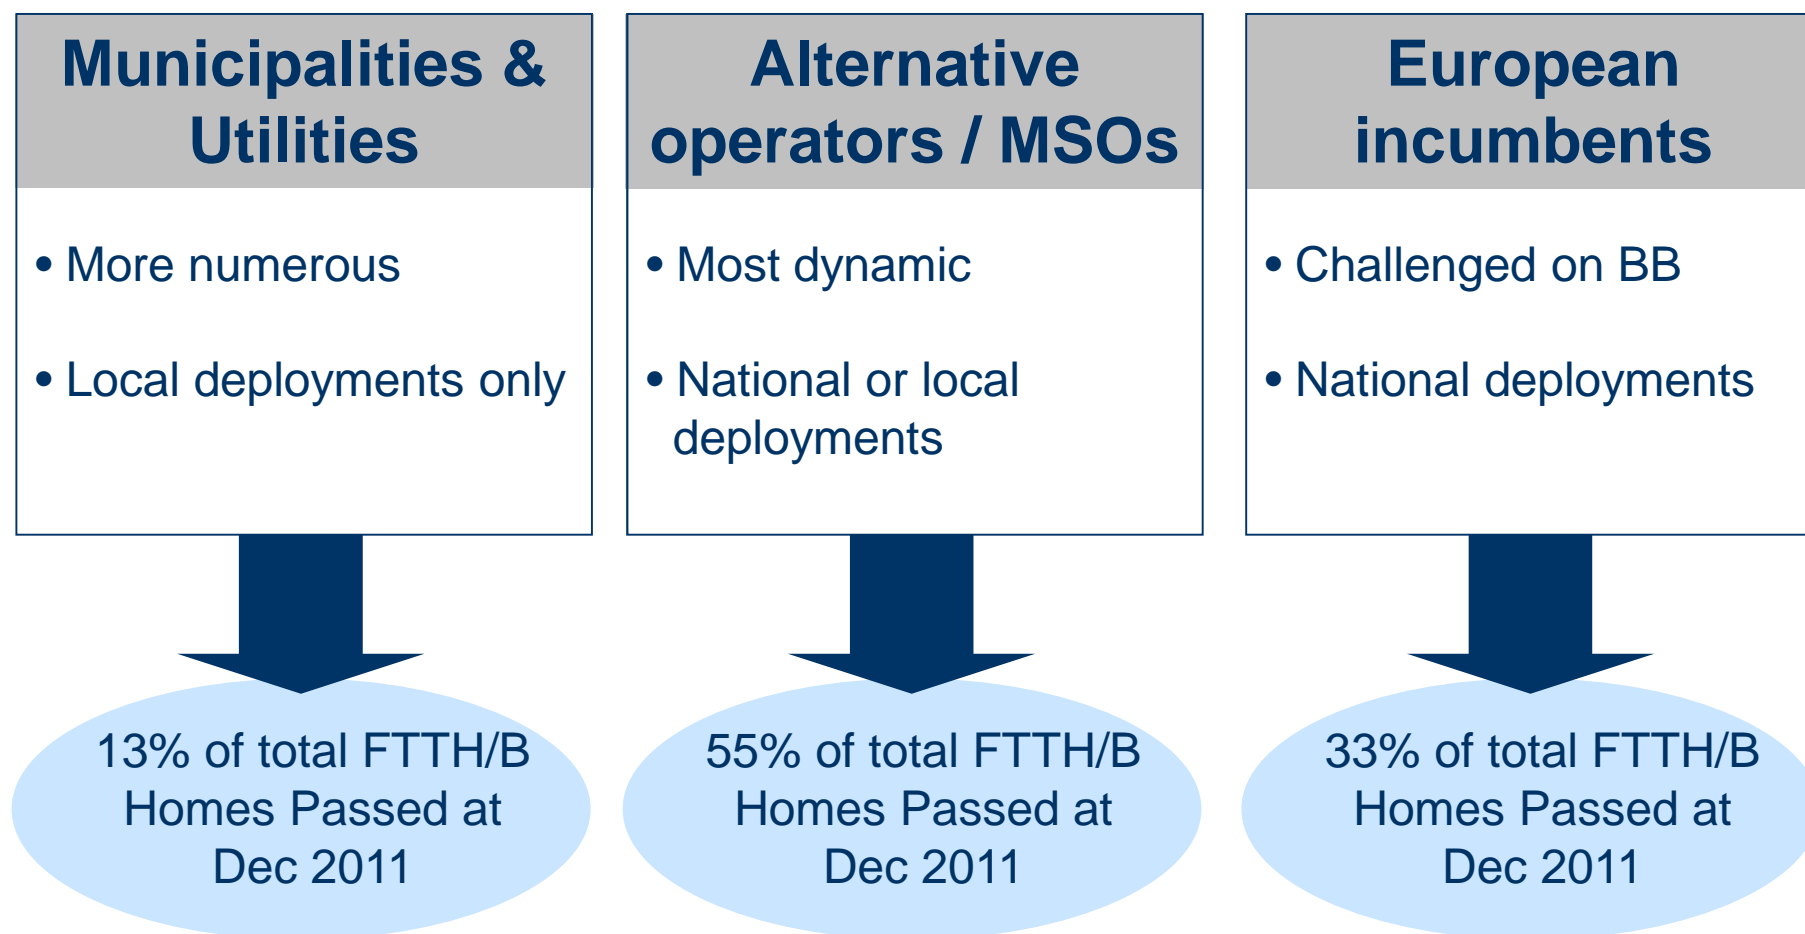 Municipalities &
Utilities
• More numerous
• Local deployments only
13% of total FTTH/B
Homes Passed at
Dec 2011
Alternative
operators / MSOs
• Most dynamic
• National or local
deployments
55% of total FTTH/B
Homes Passed at
Dec 2011
European
incumbents
• Challenged on BB
• National deployments
33% of total FTTH/B
Homes Passed at
Dec 2011